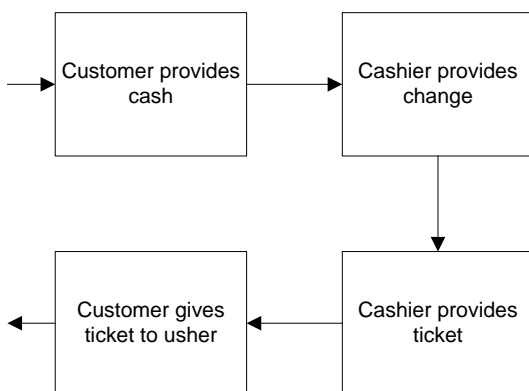 Customer provides
cash
Cashier provides
change
Cashier provides
ticket
Customer gives
ticket to usher